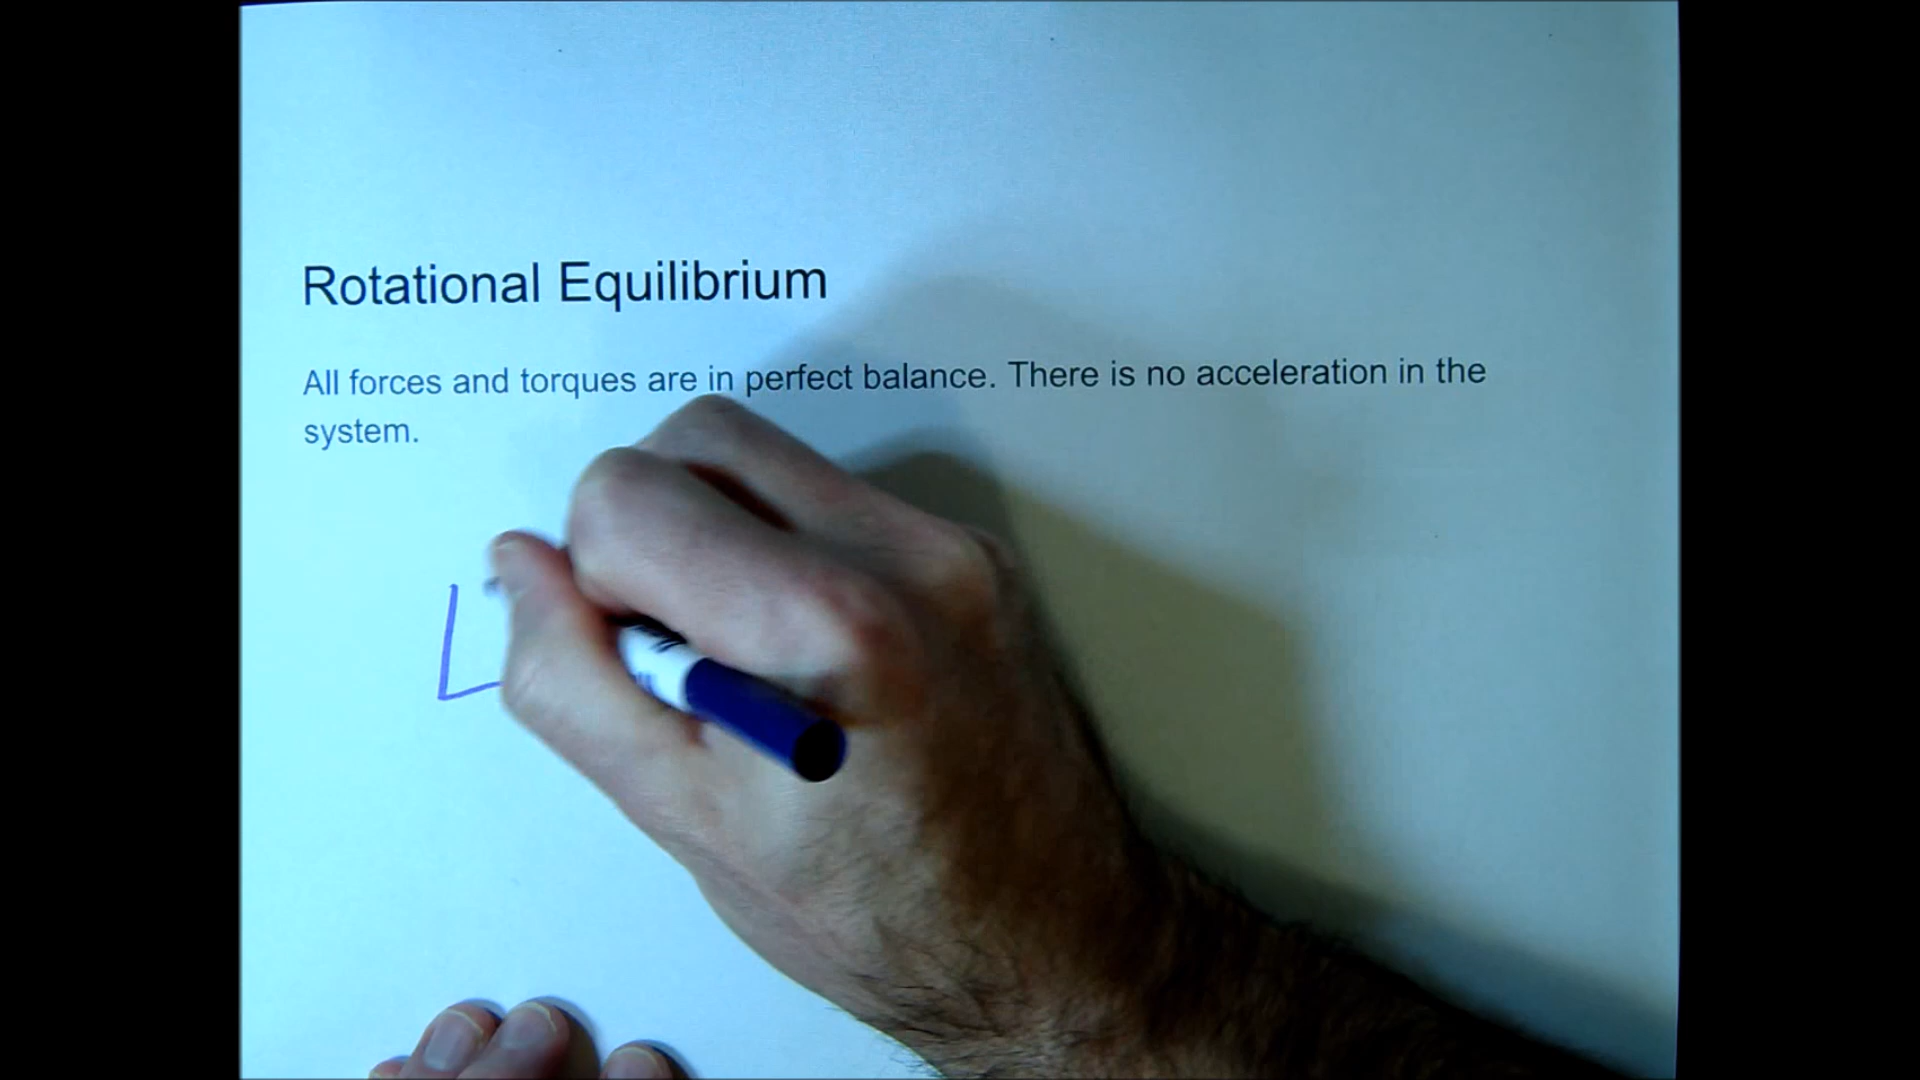 Rotational Equilibrium
All forces and torques are in perfect balance. There is no acceleration in the
system.